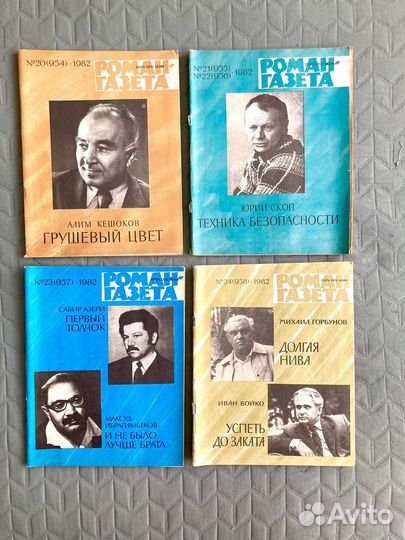 №20(954)·1982
РОМАН-
ГАЗЕТА
АЛИМ КЕШОКОВ
ГРУШЕВЫЙ ЦВЕТ
№21(955)
№22(956)·1982
РОМАН-
ГАЗЕТА
ЮРИЙ СКОП
ТЕХНИКА БЕЗОПАСНОСТИ
№23(957)·1982
РОМАН-
ГАЗЕТА
САБИР АЗЕРИ
ПЕРВЫЙ
ТОЛЧОК
МАКСУД
ИБРАГИМБЕКОВ
И НЕ БЫЛО
ЛУЧШЕ БРАТА
№24(958)·1982
РОМАН-
ГАЗЕТА
МИХАИЛ ГОРБУНОВ
ДОЛГАЯ
НИВА
ИВАН БОЙКО
УСПЕТЬ
ДО ЗАКАТА
Avito